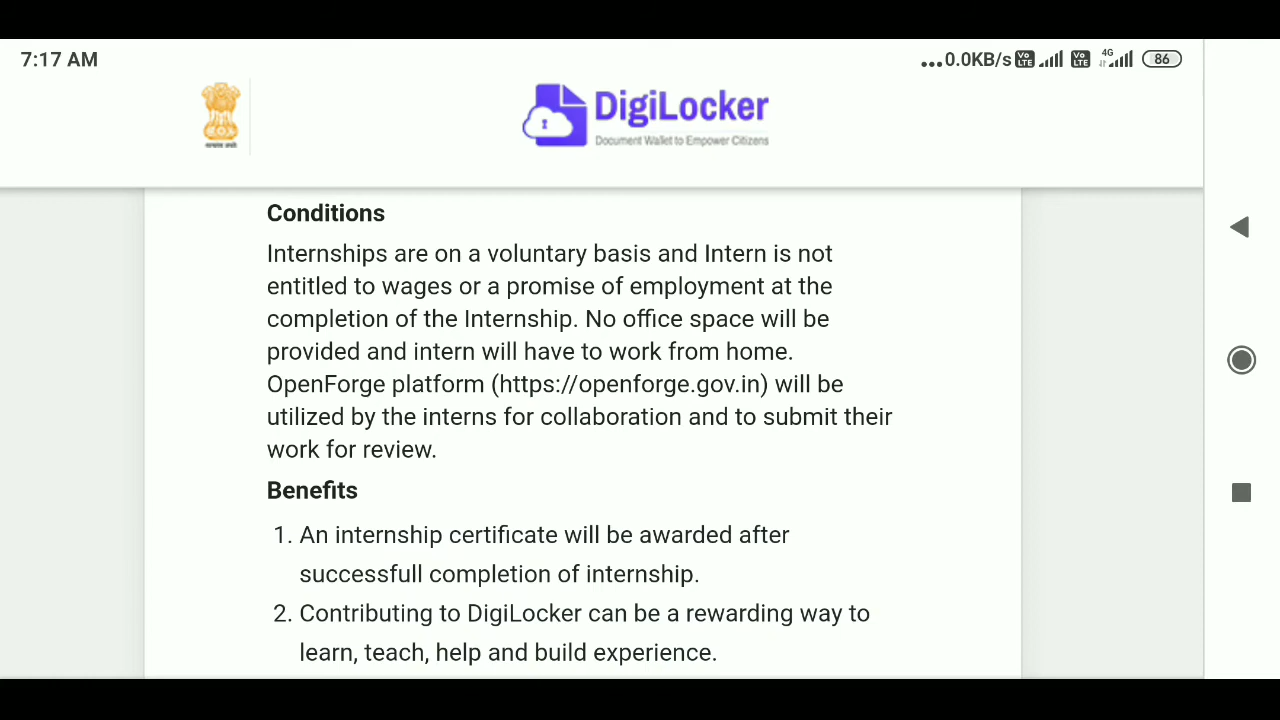 7:17 AM
...0.0KB/s Vo LTE Vo LTE 4G 86
DigiLocker
Document Wallet to Empower Citizens
Conditions
Internships are on a voluntary basis and Intern is not
entitled to wages or a promise of employment at the
completion of the Internship. No office space will be
provided and intern will have to work from home.
OpenForge platform (https://openforge.gov.in) will be
utilized by the interns for collaboration and to submit their
work for review.
Benefits
1. An internship certificate will be awarded after
successfull completion of internship.
2. Contributing to DigiLocker can be a rewarding way to
learn, teach, help and build experience.